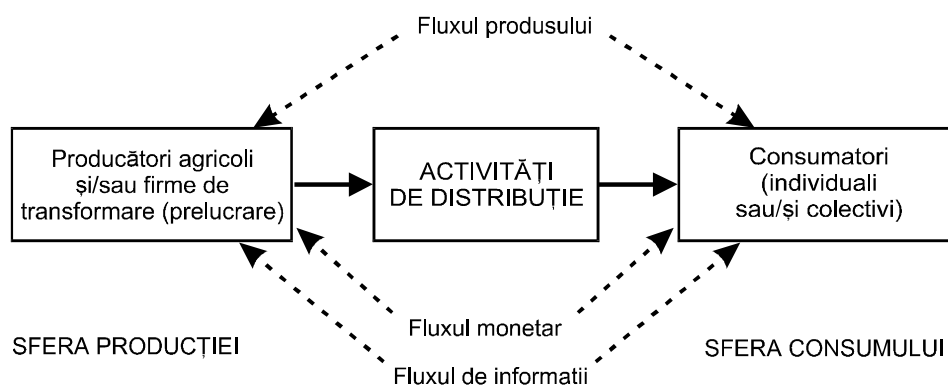 Fluxul produsului
Producători agricoli
și/sau firme de
transformare (prelucrare)
ACTIVITĂȚI
DE DISTRIBUȚIE
Consumatori
(individuali
sau/și colectivi)
Fluxul monetar
SFERA PRODUCȚIEI
SFERA CONSUMULUI
Fluxul de informatii